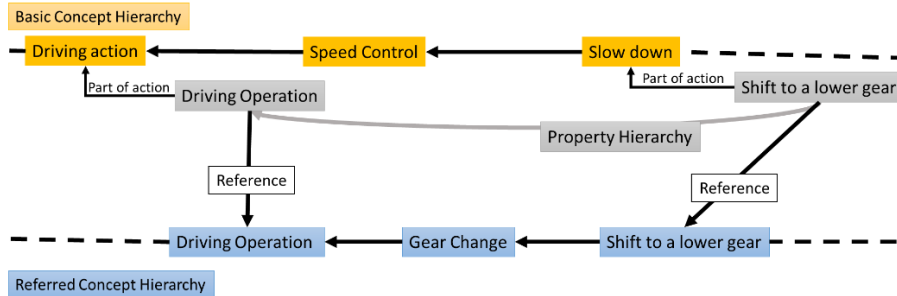 Basic Concept Hierarchy
Driving action
Speed Control
Slow down
Part of action
Driving Operation
Part of action
Shift to a lower gear
Property Hierarchy
Reference
Reference
Driving Operation
Gear Change
Shift to a lower gear
Referred Concept Hierarchy